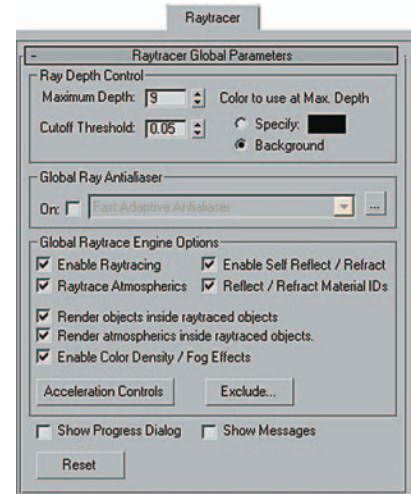 Raytracer
- Raytracer Global Parameters
Ray Depth Control
Maximum Depth: 9 Color to use at Max. Depth
Cutoff Threshold: 0.05 Specify:
Background
Global Ray Antialiaser
On: Fast Adaptive Antialiaser ...
Global Raytrace Engine Options
Enable Raytracing Enable Self Reflect / Refract
Raytrace Atmospherics Reflect / Refract Material IDs
Render objects inside raytraced objects
Render atmospherics inside raytraced objects.
Enable Color Density / Fog Effects
Acceleration Controls Exclude...
Show Progress Dialog Show Messages
Reset